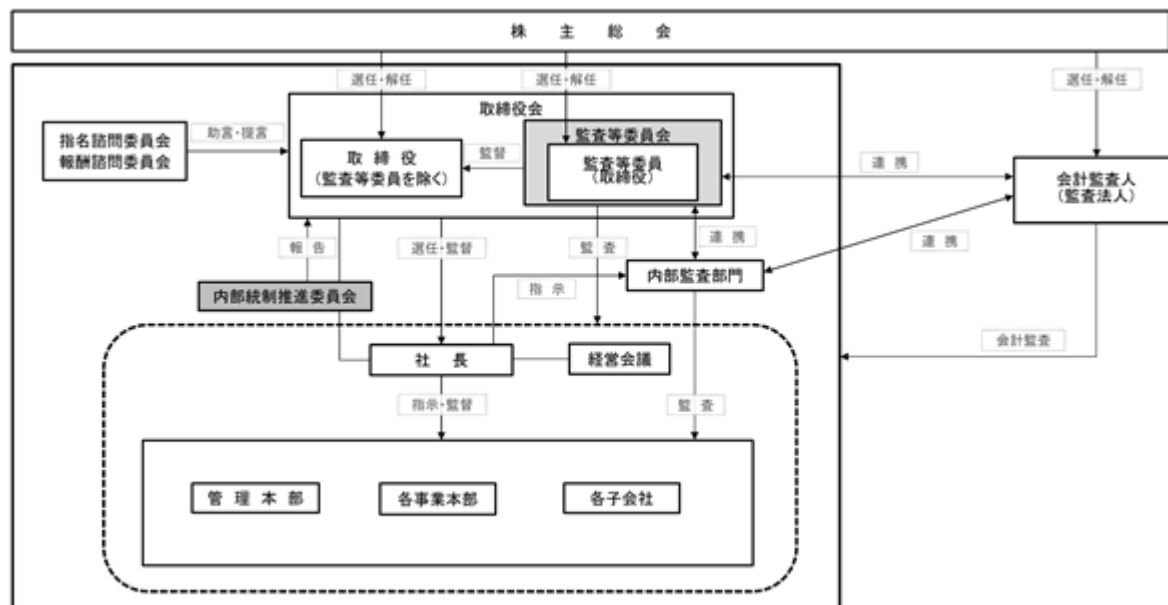 株 主 総 会
選任・解任
選任・解任
選任・解任
取締役会
指名諮問委員会
報酬諮問委員会
助言・提言
取 締 役
(監査等委員を除く)
監督
監査等委員会
監査等委員
(取締役)
連 携
会計監査人
(監査法人)
報 告
選任・監督
監 査
連 携
連 携
内部統制推進委員会
指 示
内部監査部門
社 長
経営会議
会計監査
指示・監督
監 査
管 理 本 部
各事業本部
各子会社